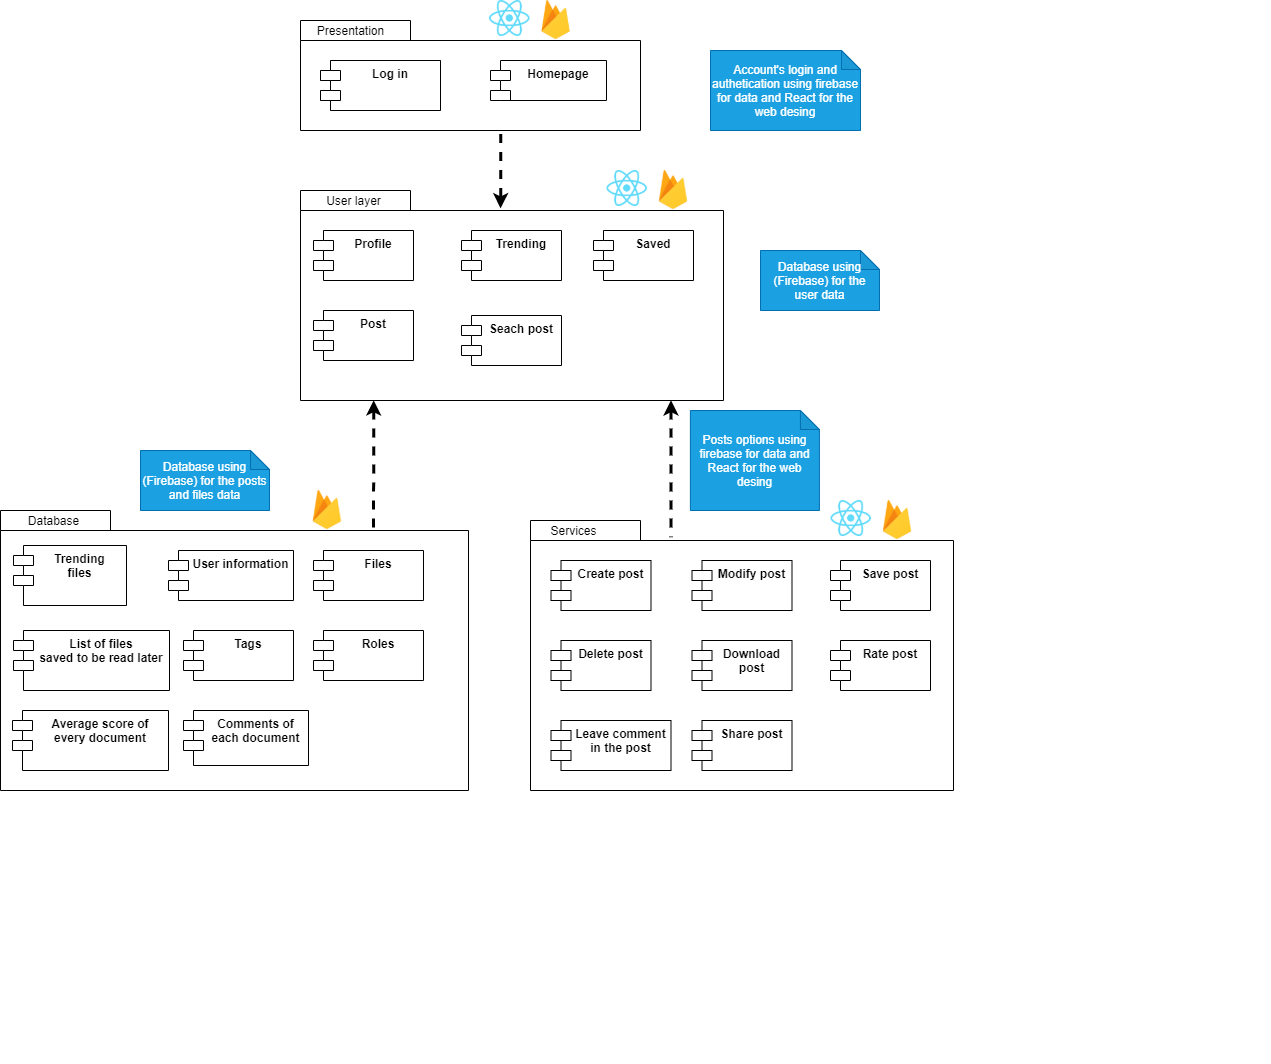 Presentation
Log in
Homepage
Account's login and
authetication using firebase
for data and React for the
web desing
User layer
Profile
Trending
Saved
Post
Seach post
Database using
(Firebase) for the
user data
Database using
(Firebase) for the posts
and files data
Posts options using
firebase for data and
React for the web
desing
Database
Trending
files
User information
Files
List of files
saved to be read later
Tags
Roles
Average score of
every document
Comments of
each document
Services
Create post
Modify post
Save post
Delete post
Download
post
Rate post
Leave comment
in the post
Share post